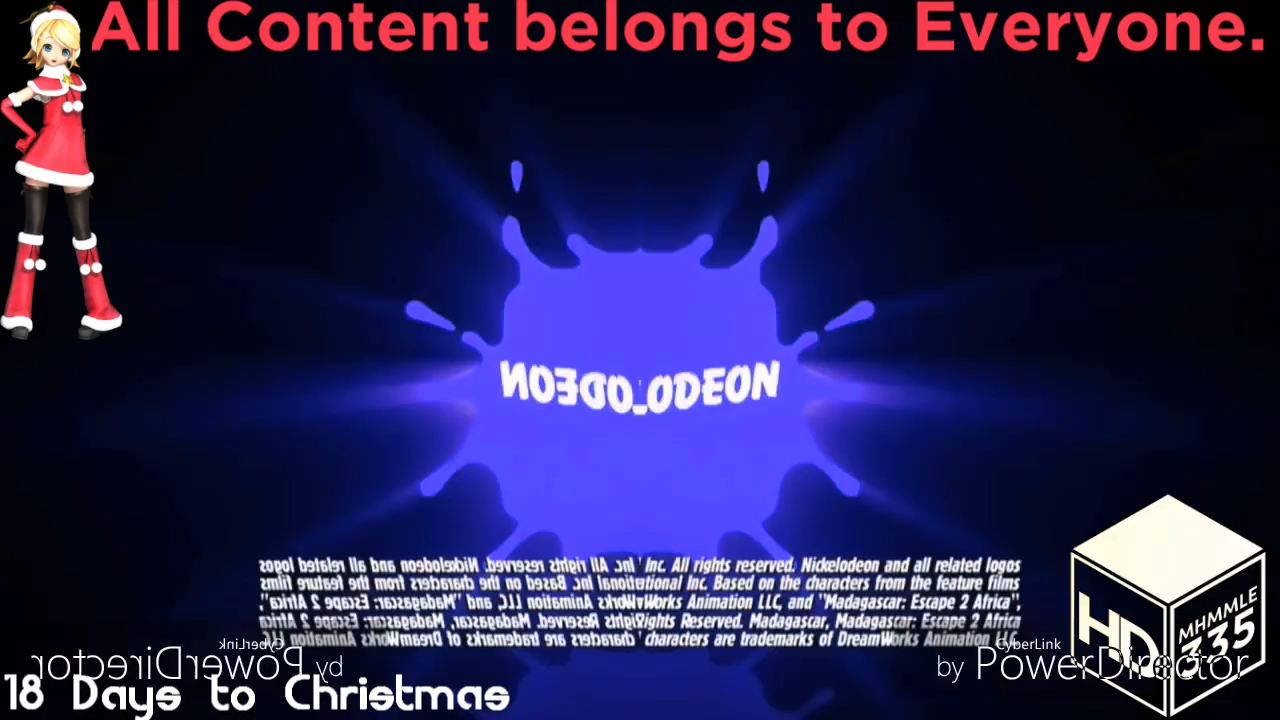 All Content belongs to Everyone.
ODEON
Inc. All rights reserved. Nickelodeon and all related logos
Inc. Based on the characters from the feature films
Works Animation LLC, and "Madagascar: Escape 2 Africa",
Rights Reserved. Madagascar, Madagascar: Escape 2 Africa
characters are trademarks of DreamWorks Animation
HD
MHMMLE
335
CyberLink
by PowerDirector
18 Days to Christmas